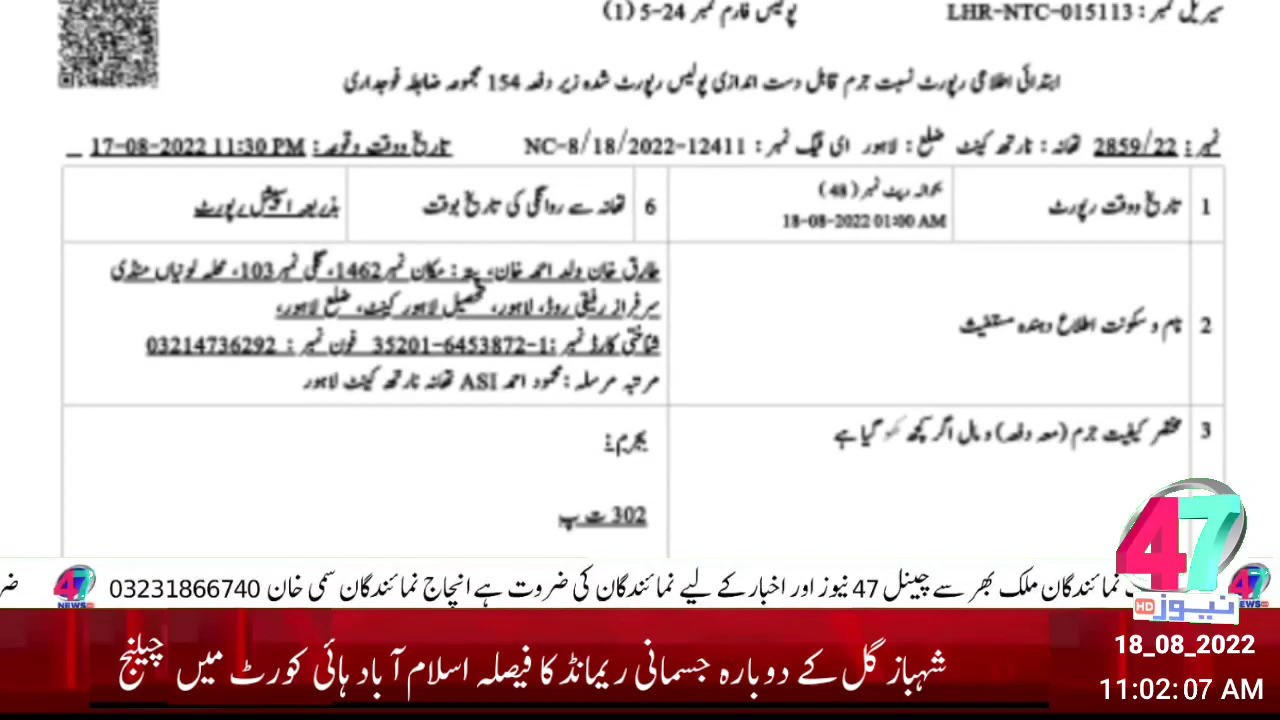 سیریل نمبر : LHR-NTC-015113 پولیس فارم نمبر 24-5 (1)
ابتدائی اطلاعی رپورٹ نسبت جرم قابل دست اندازی پولیس رپورٹ شدہ زیر دفعہ 154 مجموعہ ضابطہ فوجداری
نمبر : 2859/22 تھانہ : نارتھ کینٹ ضلع : لاہور ای ٹیگ نمبر : NC-8/18/2022-12411 تاریخ ووقت وقوعہ : 17-08-2022 11:30 PM
1 تاریخ ووقت رپورٹ بحوالہ رپٹ نمبر (48) 6 تھانہ سے روانگی کی تاریخ بوقت بذریعہ اسپیشل رپورٹ
18-08-2022 01:00 AM
2 نام و سکونت اطلاع دہندہ مستغیث
طارق خان ولد احمد خان، پتہ : مکان نمبر 1462، گلی نمبر 103، محلہ لونیاں منڈی
سرفراز رفیقی روڈ، لاہور، تحصیل لاہور کینٹ، ضلع لاہور،
شناختی کارڈ نمبر :1-6453872-35201 فون نمبر : 03214736292
مرتبہ مرسلہ : محمود احمد ASI تھانہ نارتھ کینٹ لاہور
3 مختصر کیفیت جرم (معہ دفعہ) و مال اگر کچھ کھو گیا ہے
بجرم :
302 ت پ
47
HD نیوز
نمائندگان ملک بھر سے چینل 47 نیوز اور اخبار کے لیے نمائندگان کی ضروت ہے انچاج نمائندگان سمی خان 03231866740
47 NEWS
شہباز گل کے دوبارہ جسمانی ریمانڈ کا فیصلہ اسلام آباد ہائی کورٹ میں چیلنج
18_08_2022
11:02:07 AM